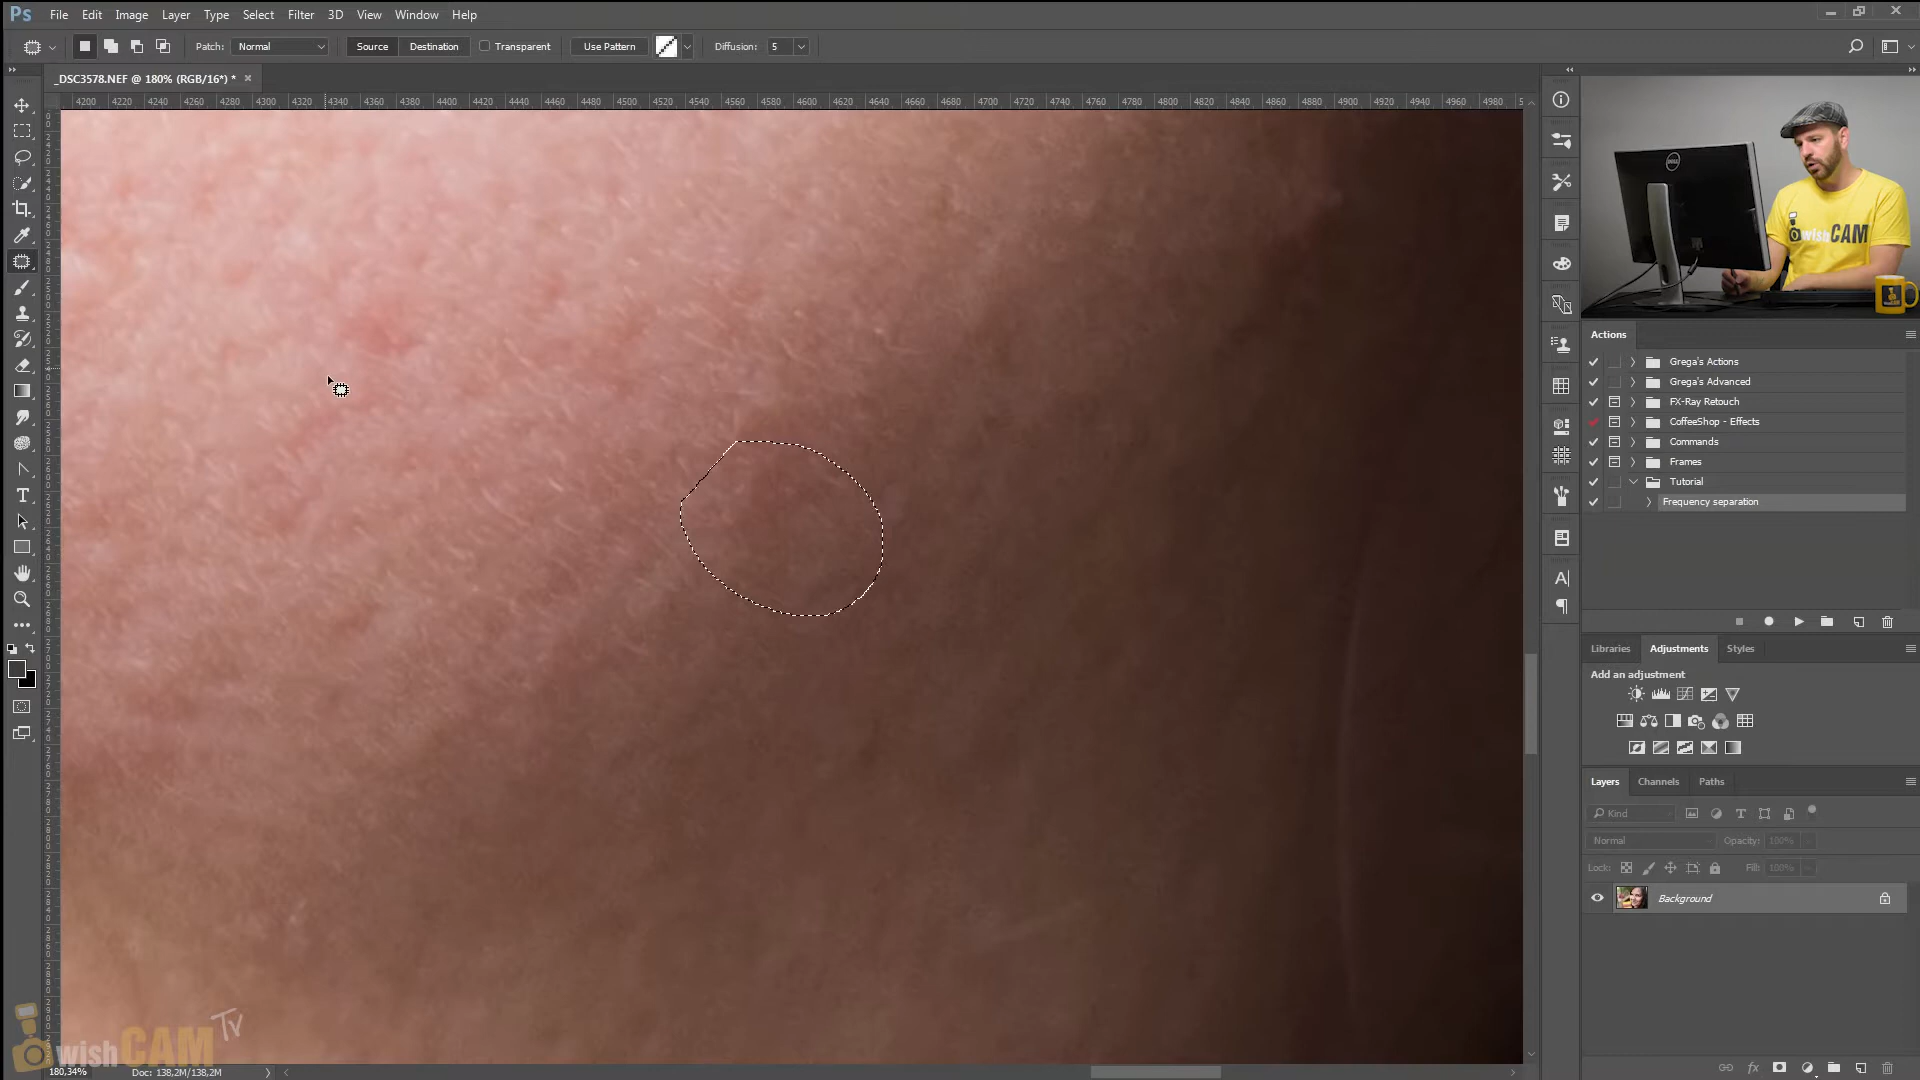 Ps File Edit Image Layer Type Select Filter 3D View Window Help
Patch: Normal Source Destination Transparent Use Pattern Diffusion: 5
_DSC3578.NEF @ 180% (RGB/16*) *
4200 4220 4240 4260 4280 4300 4320 4340 4360 4380 4400 4420 4440 4460 4480 4500 4520 4540 4560 4580 4600 4620 4640 4660 4680 4700 4720 4740 4760 4780 4800 4820 4840 4860 4880 4900 4920 4940 4960 4980
DELL
wishCAM
Actions
Grega's Actions
Grega's Advanced
FX-Ray Retouch
CoffeeShop - Effects
Commands
Frames
Tutorial
Frequency separation
Libraries Adjustments Styles
Add an adjustment
Layers Channels Paths
Kind
Normal Opacity: 100%
Lock: Fill: 100%
Background
wishCAM Tv
180,34% Doc: 138,2M/138,2M